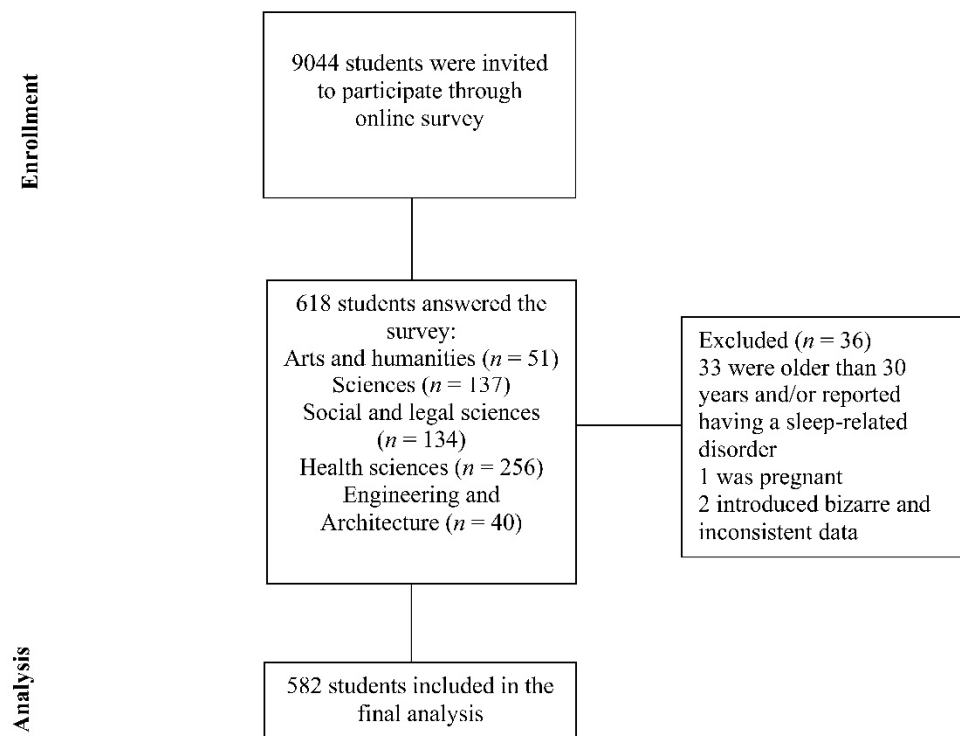 Enrollment
9044 students were invited
to participate through
online survey
618 students answered the
survey:
Arts and humanities (n = 51)
Sciences (n = 137)
Social and legal sciences
(n = 134)
Health sciences (n = 256)
Engineering and
Architecture (n = 40)
Excluded (n = 36)
33 were older than 30
years and/or reported
having a sleep-related
disorder
1 was pregnant
2 introduced bizarre and
inconsistent data
Analysis
582 students included in the
final analysis